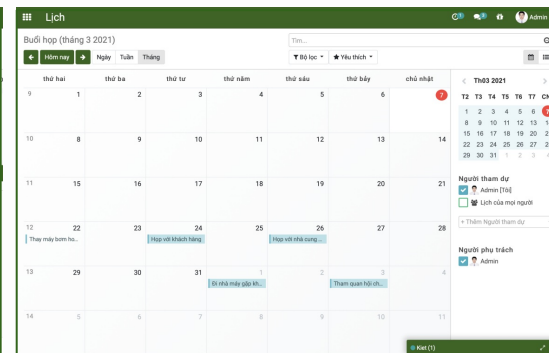 Lịch
1
2
Admin
Buổi họp (tháng 3 2021)
Tìm...
Hôm nay
Ngày Tuần Tháng
Bộ lọc
Yêu thích
thứ hai thứ ba thứ tư thứ năm thứ sáu thứ bảy chủ nhật
9 1 2 3 4 5 6 7
10 8 9 10 11 12 13 14
11 15 16 17 18 19 20 21
12 22 23 24 25 26 27 28
Thay máy bơm ho... Họp với khách hàng Họp với nhà cung ...
13 29 30 31 1 2 3 4
Đi nhà máy gặp kh... Tham quan hội ch...
14 5 6 7 8 9 10 11
Th03 2021
T2 T3 T4 T5 T6 T7 CN
1 2 3 4 5 6 7
8 9 10 11 12 13
15 16 17 18 19 20
22 23 24 25 26 27
29 30 31 1 2 3
Người tham dự
Admin [Tôi]
Lịch của mọi người
+ Thêm Người tham dự
Người phụ trách
Admin
Kiet (1)